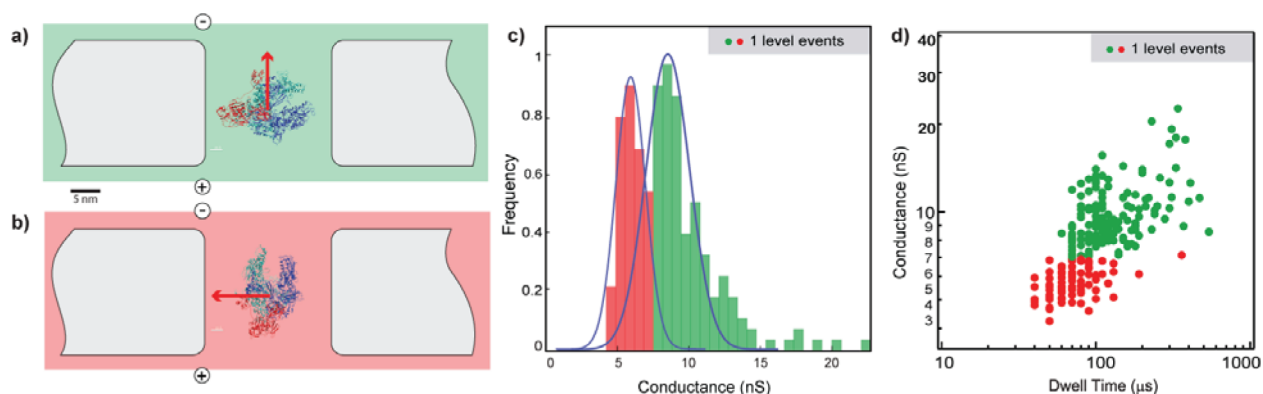 a)
-
5 nm
+
b)
-
+
c)
1 level events
Frequency
1
0.8
0.6
0.4
0.2
0
0
5
10
15
20
Conductance (nS)
d)
1 level events
Conductance (nS)
40
30
20
10
9
8
7
6
5
4
3
10
100
1000
Dwell Time (μs)